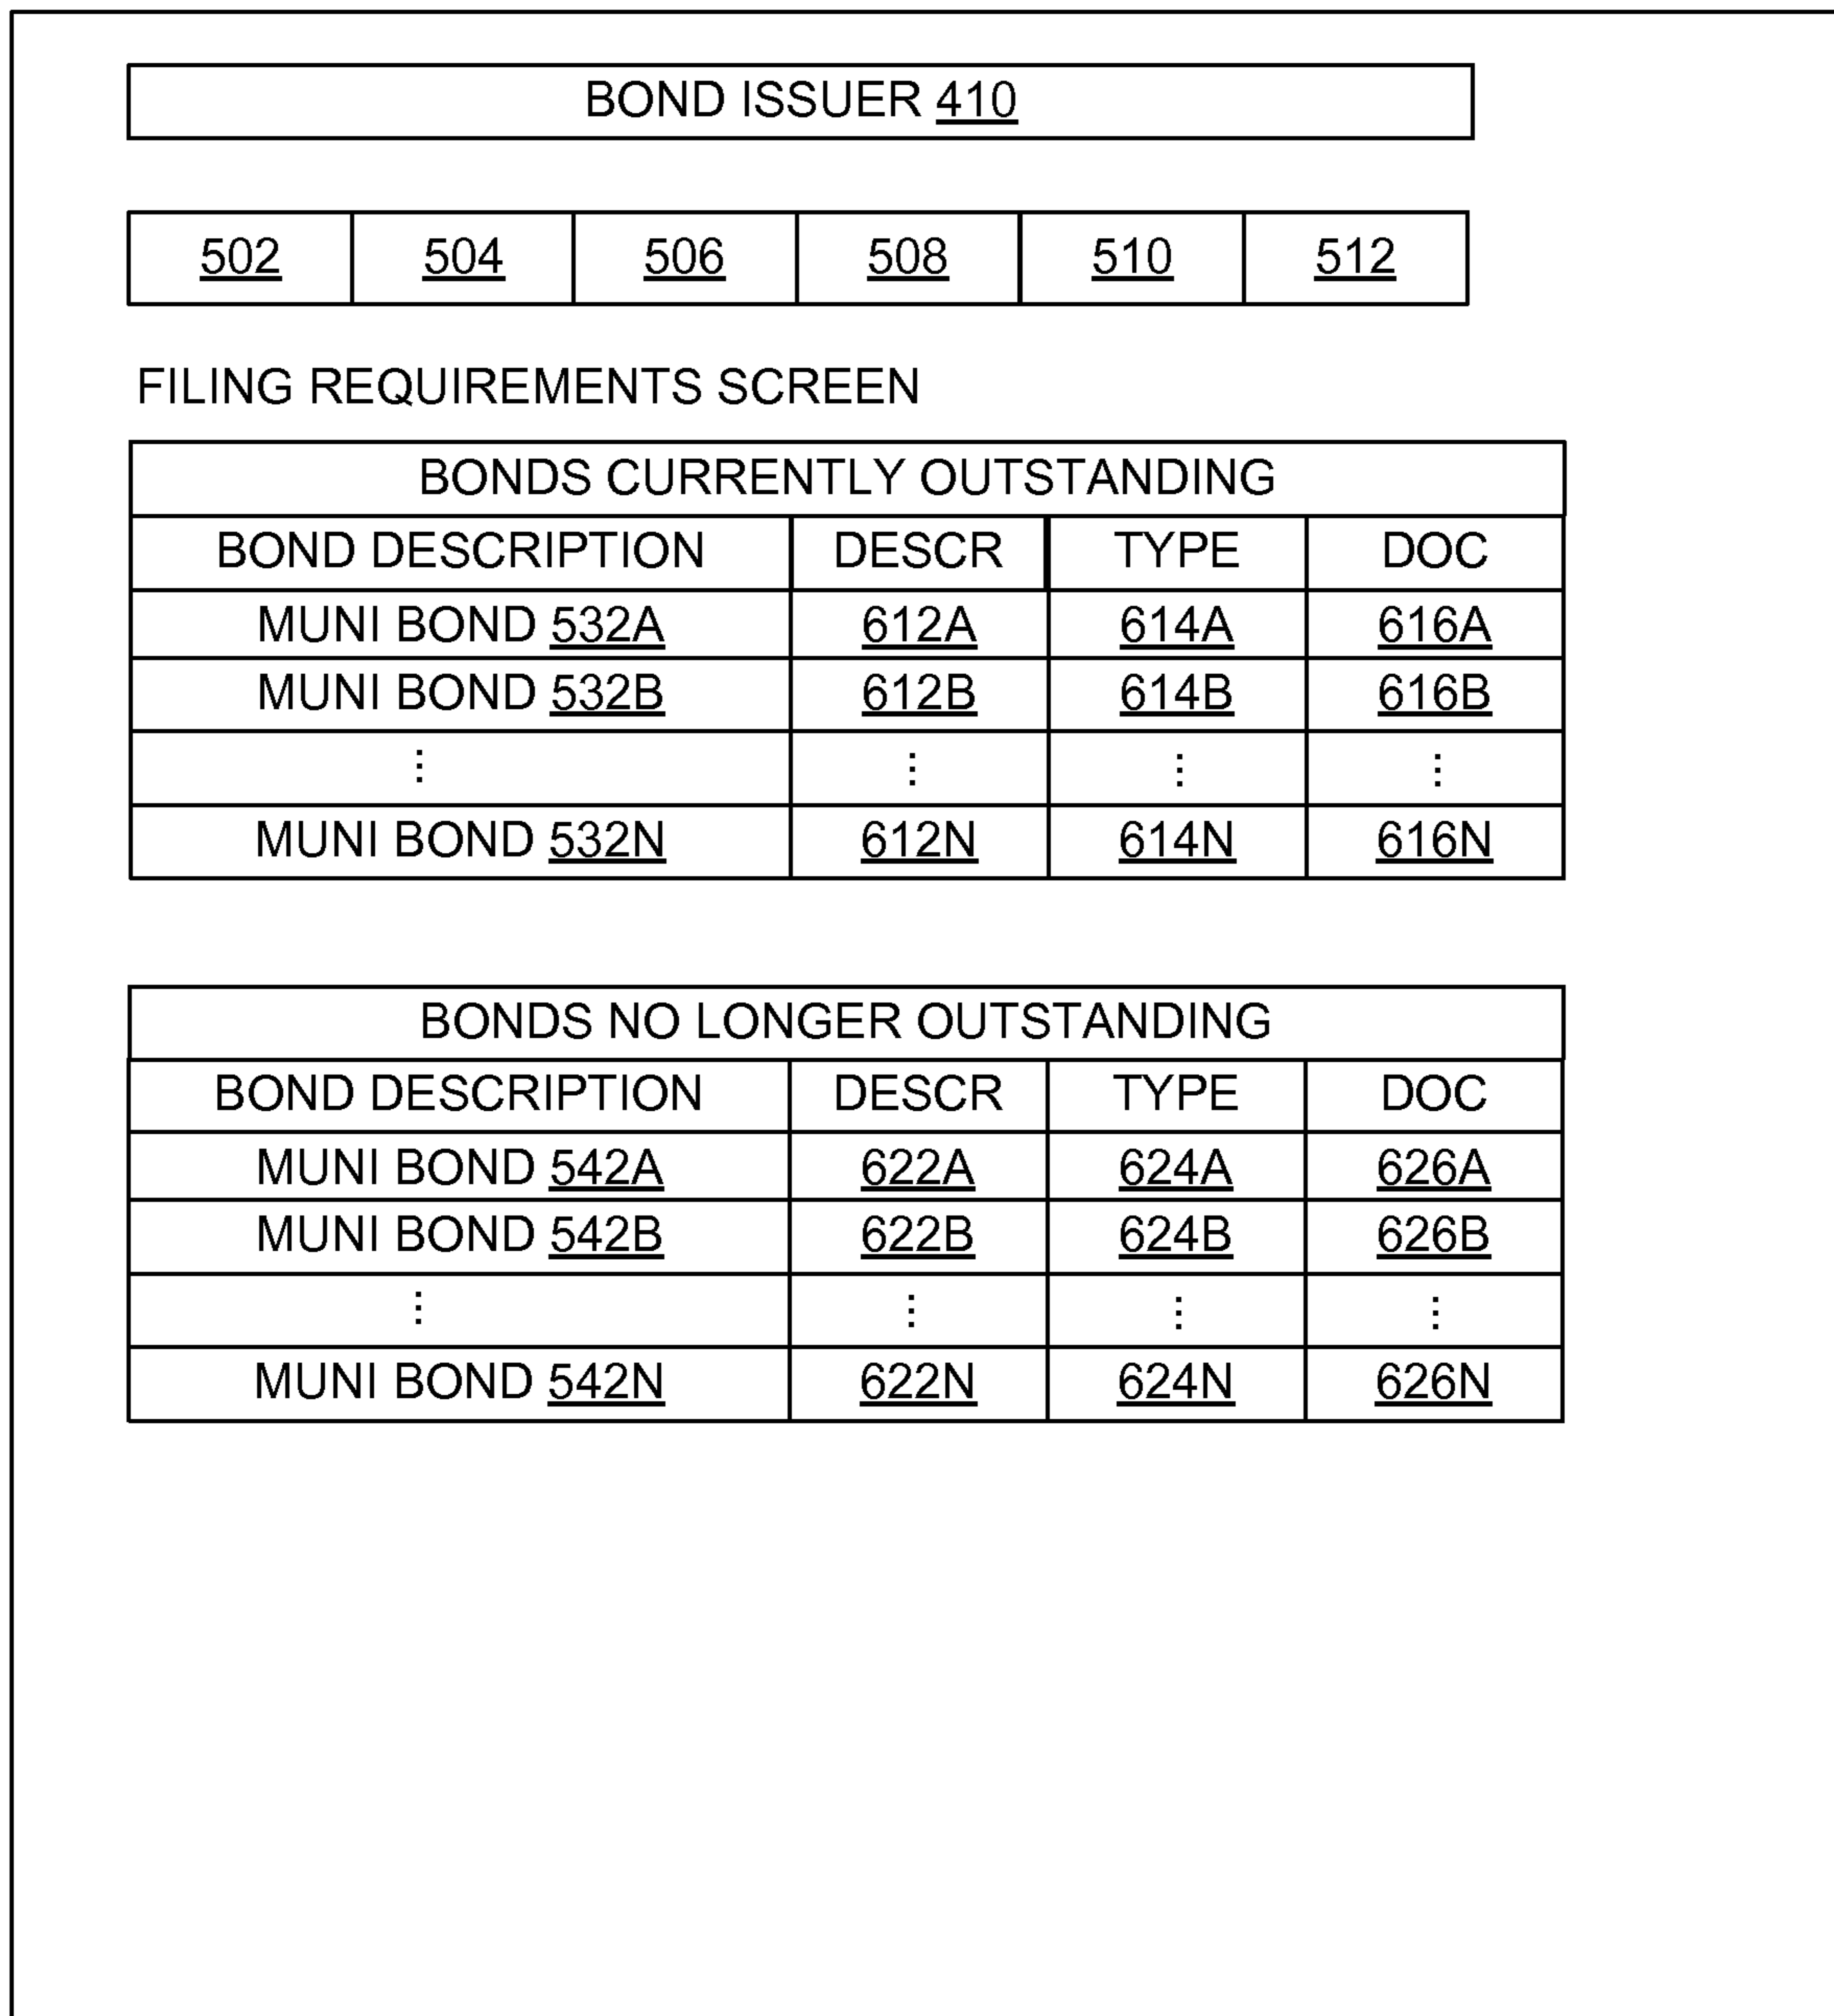 BOND ISSUER 410
502 504 506 508 510 512
FILING REQUIREMENTS SCREEN
BONDS CURRENTLY OUTSTANDING
BOND DESCRIPTION DESCR TYPE DOC
MUNI BOND 532A 612A 614A 616A
MUNI BOND 532B 612B 614B 616B
⋮ ⋮ ⋮ ⋮
MUNI BOND 532N 612N 614N 616N
BONDS NO LONGER OUTSTANDING
BOND DESCRIPTION DESCR TYPE DOC
MUNI BOND 542A 622A 624A 626A
MUNI BOND 542B 622B 624B 626B
⋮ ⋮ ⋮ ⋮
MUNI BOND 542N 622N 624N 626N